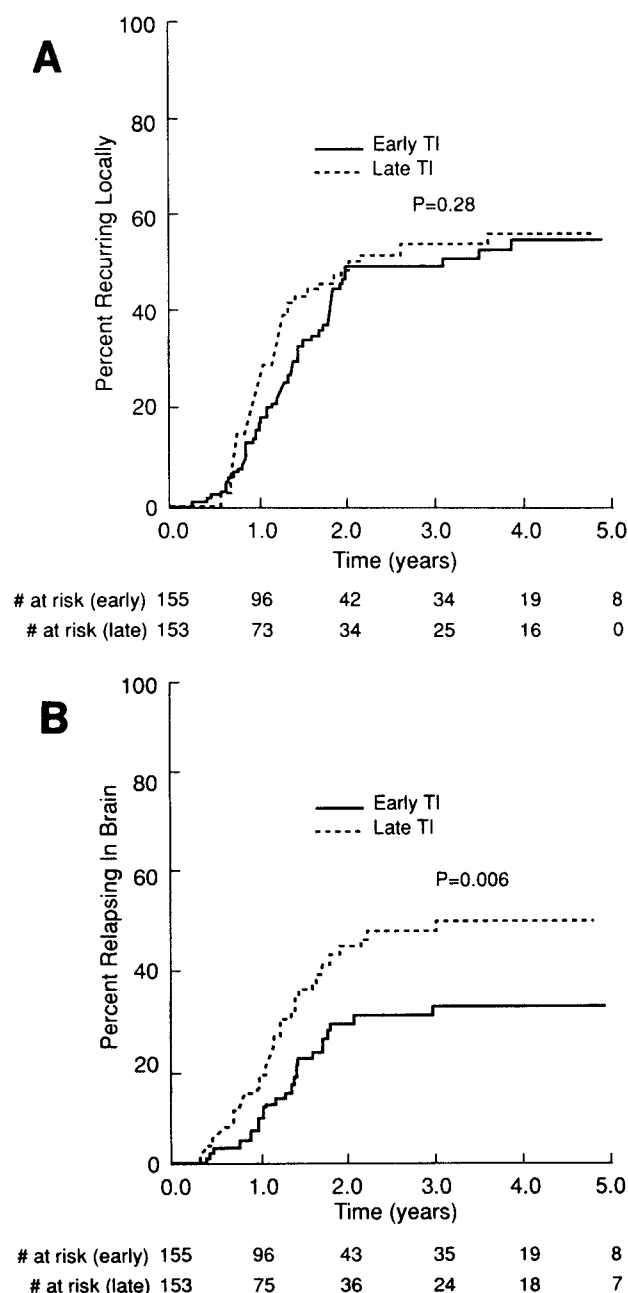 A
100
80
60
40
20
0
Percent Recurring Locally
Early TI
Late TI
P=0.28
0.0 1.0 2.0 3.0 4.0 5.0
Time (years)
# at risk (early) 155 96 42 34 19 8
# at risk (late) 153 73 34 25 16 0
B
100
80
60
40
20
0
Percent Relapsing In Brain
Early TI
Late TI
P=0.006
0.0 1.0 2.0 3.0 4.0 5.0
Time (years)
# at risk (early) 155 96 43 35 19 8
# at risk (late) 153 75 36 24 18 7